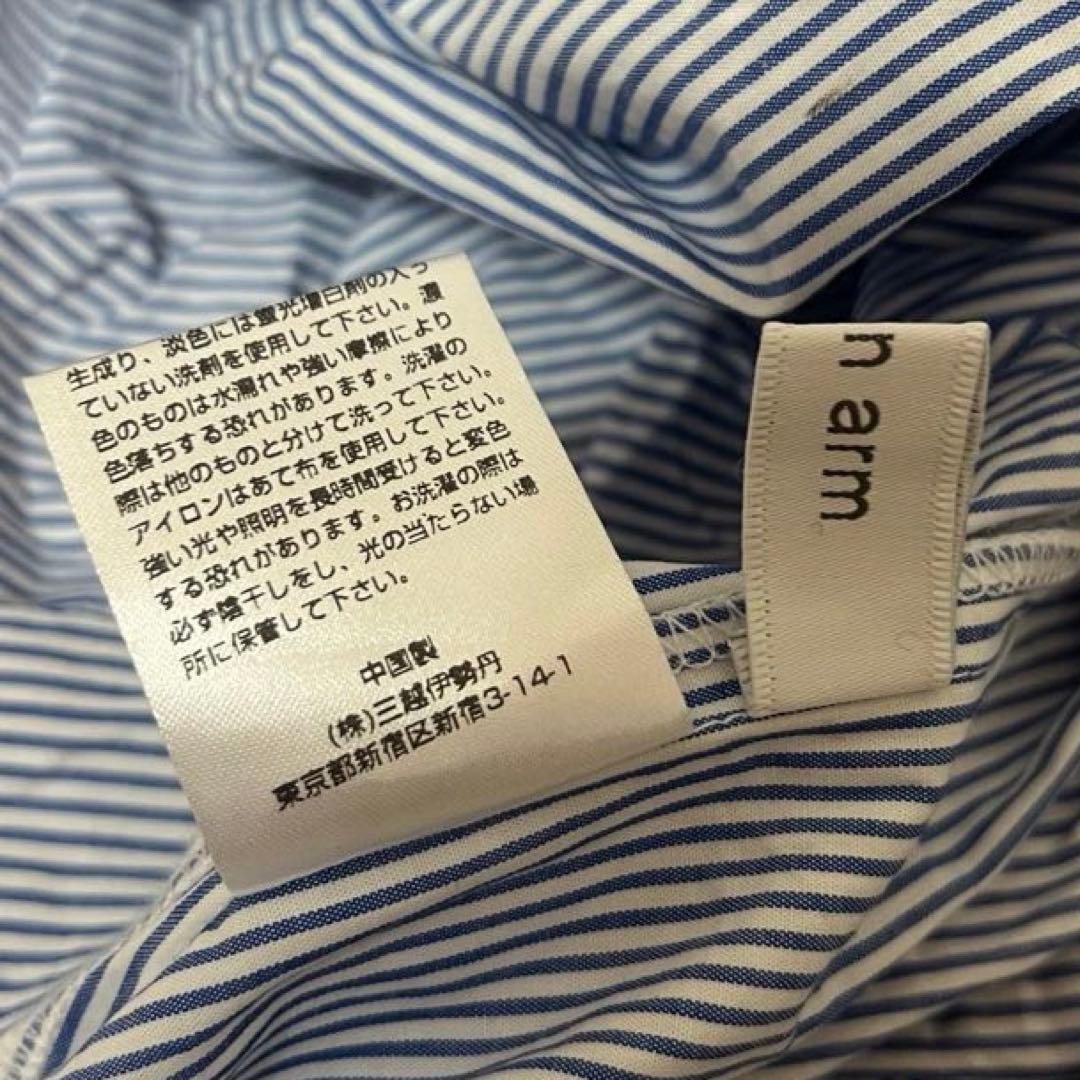 生成り、淡色には蛍光増白剤の入っ
ていない洗剤を使用して下さい。濃
色のものは水濡れや強い摩擦により
色落ちする恐れがあります。洗濯の
際は他のものと分けて洗って下さい。
アイロンはあて布を使用して下さい。
強い光や照明を長時間受けると変色
する恐れがあります。お洗濯の際は
必ず陰干しをし、光の当たらない場
所に保管して下さい。
中国製
(株)三越伊勢丹
東京都新宿区新宿3-14-1
n arm